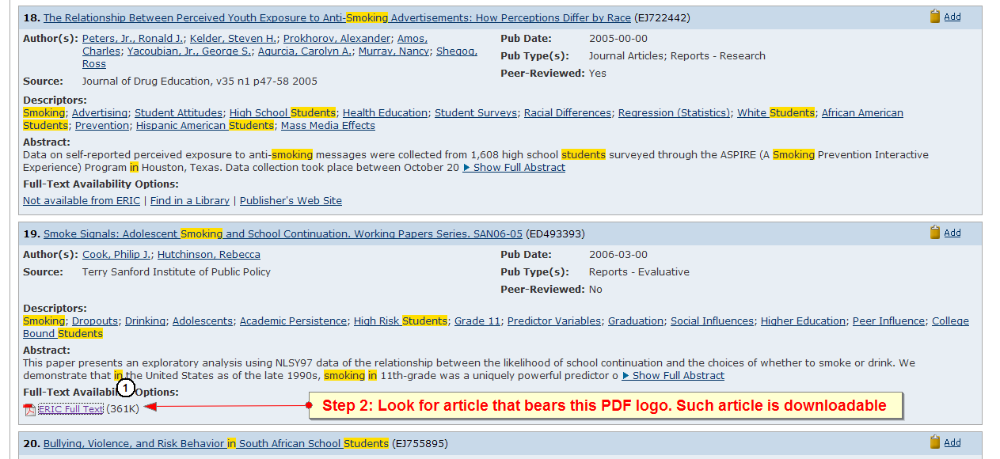 18. The Relationship Between Perceived Youth Exposure to Anti-Smoking Advertisements: How Perceptions Differ by Race (EJ722442) Add
Author(s): Peters, Jr., Ronald J.; Kelder, Steven H.; Prokhorov, Alexander; Amos,
Charles; Yacoubian, Jr., George S.; Agurcia, Carolyn A.; Murray, Nancy; Shegog,
Ross
Source: Journal of Drug Education, v35 n1 p47-58 2005
Pub Date: 2005-00-00
Pub Type(s): Journal Articles; Reports - Research
Peer-Reviewed: Yes
Descriptors:
Smoking; Advertising; Student Attitudes; High School Students; Health Education; Student Surveys; Racial Differences; Regression (Statistics); White Students; African American
Students; Prevention; Hispanic American Students; Mass Media Effects
Abstract:
Data on self-reported perceived exposure to anti-smoking messages were collected from 1,608 high school students surveyed through the ASPIRE (A Smoking Prevention Interactive
Experience) Program in Houston, Texas. Data collection took place between October 20 Show Full Abstract
Full-Text Availability Options:
Not available from ERIC | Find in a Library | Publisher's Web Site
19. Smoke Signals: Adolescent Smoking and School Continuation. Working Papers Series. SAN06-05 (ED493393) Add
Author(s): Cook, Philip J.; Hutchinson, Rebecca
Source: Terry Sanford Institute of Public Policy
Pub Date: 2006-03-00
Pub Type(s): Reports - Evaluative
Peer-Reviewed: No
Descriptors:
Smoking; Dropouts; Drinking; Adolescents; Academic Persistence; High Risk Students; Grade 11; Predictor Variables; Graduation; Social Influences; Higher Education; Peer Influence; College
Bound Students
Abstract:
This paper presents an exploratory analysis using NLSY97 data of the relationship between the likelihood of school continuation and the choices of whether to smoke or drink. We
demonstrate that in the United States as of the late 1990s, smoking in 11th-grade was a uniquely powerful predictor o Show Full Abstract
Full-Text Availability Options:
1
ERIC Full Text (361K)
Step 2: Look for article that bears this PDF logo. Such article is downloadable
20. Bullying, Violence, and Risk Behavior in South African School Students (EJ755895) Add